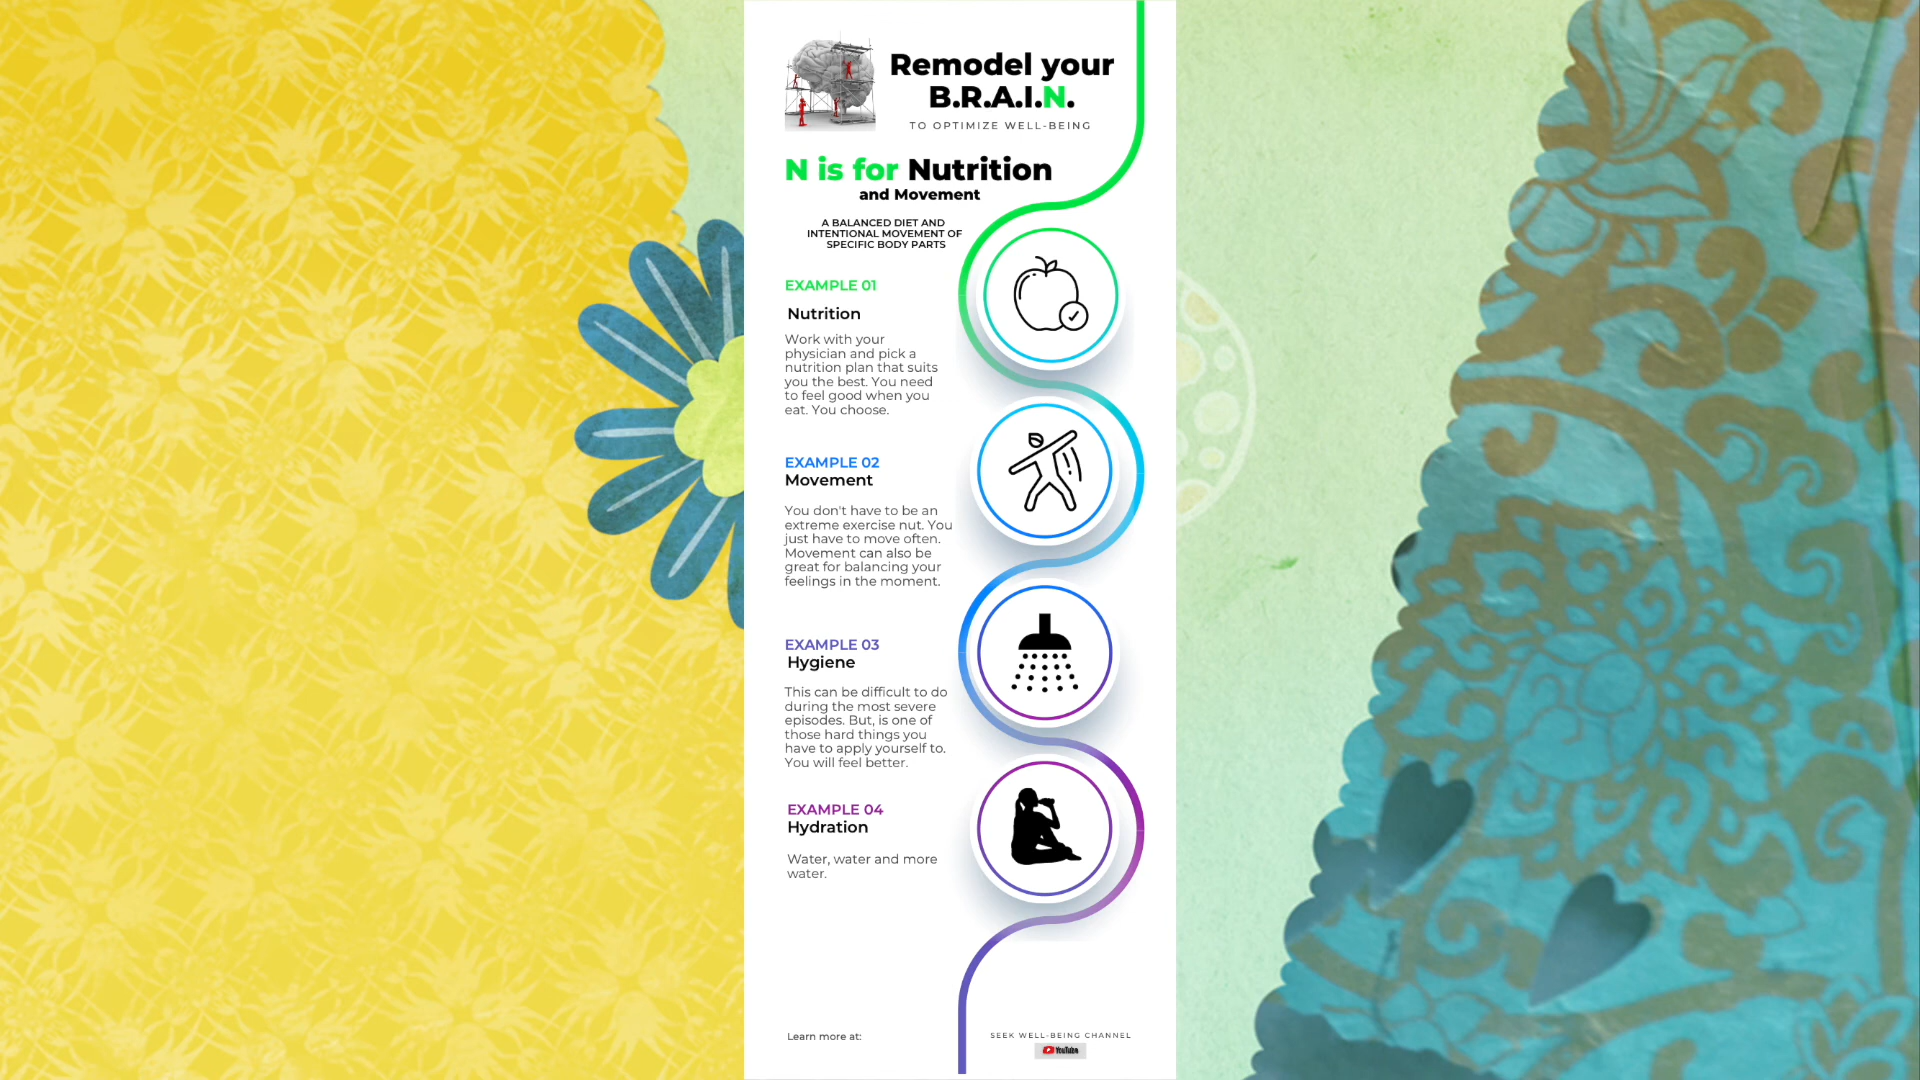 Remodel your
B.R.A.I.N.
TO OPTIMIZE WELL-BEING
N is for Nutrition
and Movement
A BALANCED DIET AND
INTENTIONAL MOVEMENT OF
SPECIFIC BODY PARTS
EXAMPLE 01
Nutrition
Work with your
physician and pick a
nutrition plan that suits
you the best. You need
to feel good when you
eat. You choose.
EXAMPLE 02
Movement
You don't have to be an
extreme exercise nut. You
just have to move often.
Movement can also be
great for balancing your
feelings in the moment.
EXAMPLE 03
Hygiene
This can be difficult to do
during the most severe
episodes. But, is one of
those hard things you
have to apply yourself to.
You will feel better.
EXAMPLE 04
Hydration
Water, water and more
water.
Learn more at:
SEEK WELL-BEING CHANNEL
YouTube